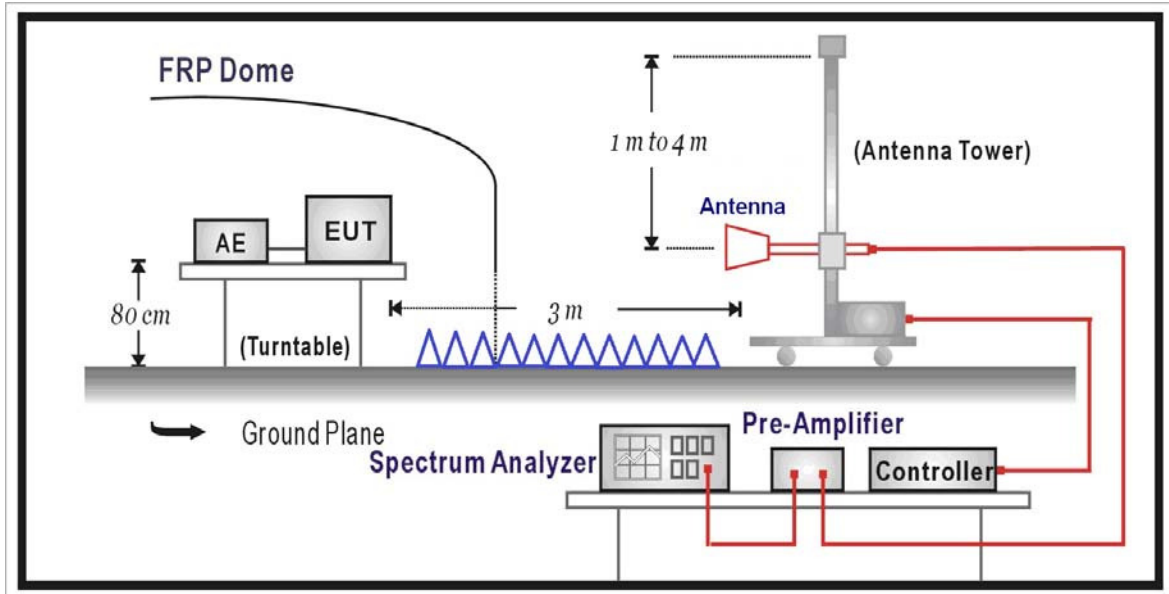 FRP Dome
1 m to 4 m
(Antenna Tower)
Antenna
AE
EUT
80 cm
3 m
(Turntable)
Ground Plane
Pre-Amplifier
Spectrum Analyzer
Controller